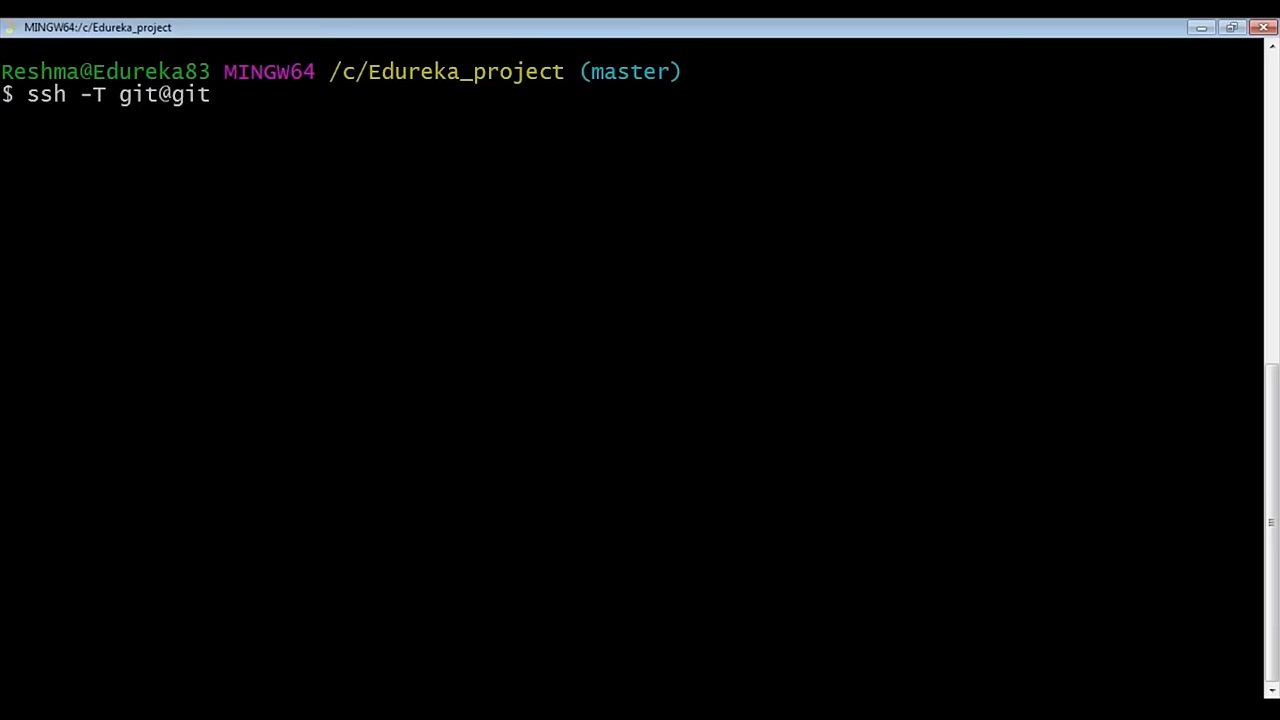 MINGW64:/c/Edureka_project
Reshma@Edureka83 MINGW64 /c/Edureka_project (master)
$ ssh -T git@git